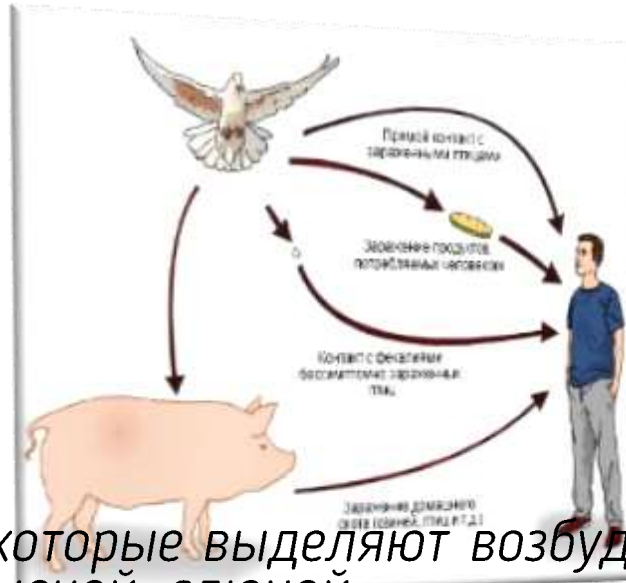 Прямой контакт с
зараженными птицами
Заражение продуктов,
потребляемых человеком
Контакт с фекалиями
бессимптомно зараженных
птиц
Заражение домашнего
скота (свиней, птиц и т.д.)
которые выделяют возбуд
слюной